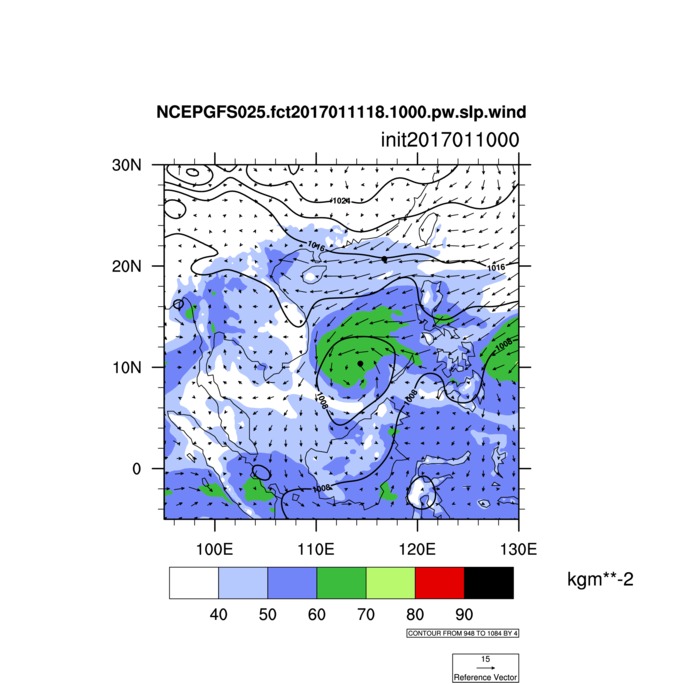 NCEPGFS025.fct2017011118.1000.pw.slp.wind
init2017011000
30N
20N
10N
0
1024
1016
1016
1008
1008
1008
1008
100E 110E 120E 130E
kgm**-2
40 50 60 70 80 90
CONTOUR FROM 948 TO 1084 BY 4
15
Reference Vector